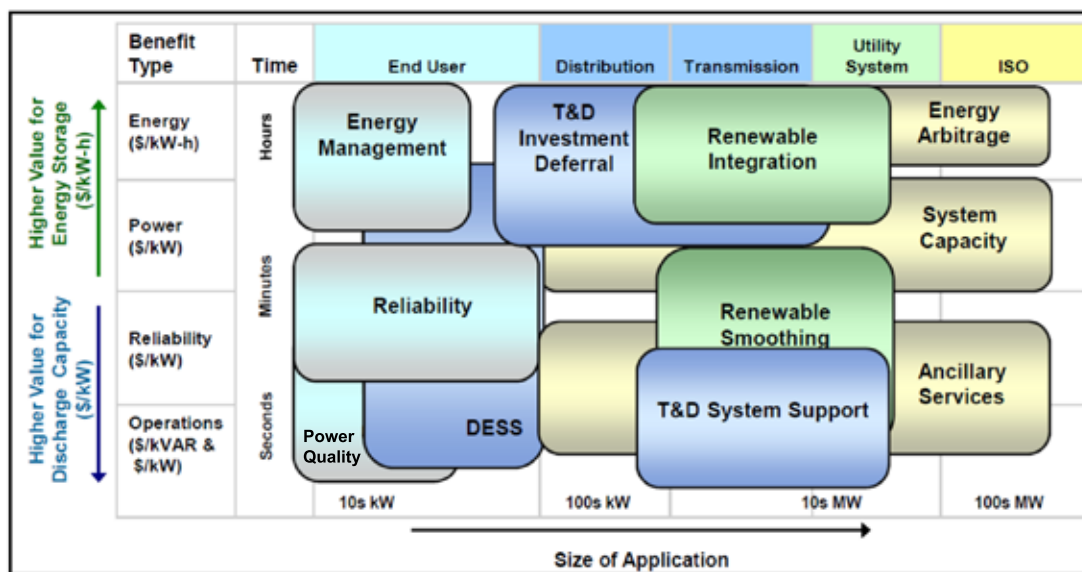 Benefit
Type
Time
End User
Distribution
Transmission
Utility
System
ISO
Higher Value for
Energy Storage
($/kW-h)
Higher Value for
Discharge Capacity
($/kW)
Energy
($/kW-h)
Power
($/kW)
Reliability
($/kW)
Operations
($/kVAR &
$/kW)
Hours
Minutes
Seconds
Energy
Management
T&D
Investment
Deferral
Renewable
Integration
Energy
Arbitrage
System
Capacity
Reliability
Renewable
Smoothing
Ancillary
Services
T&D System Support
DESS
Power
Quality
10s kW
100s kW
10s MW
100s MW
Size of Application